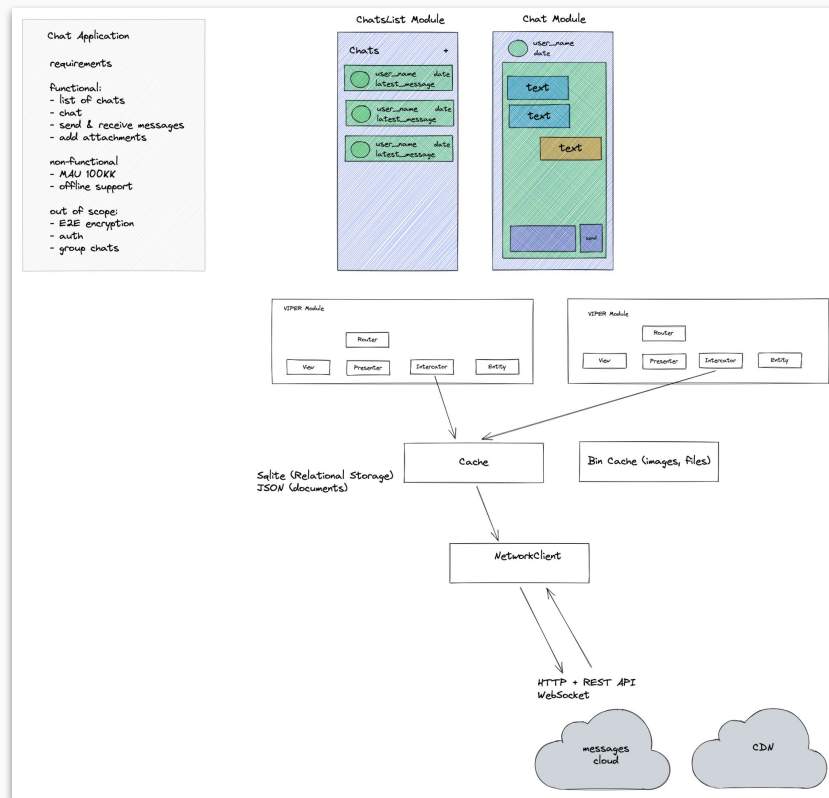 Chat Application
requirements
functional:
- list of chats
- chat
- send & receive messages
- add attachments
non-functional
- MAU 100KK
- offline support
out of scope:
- E2E encryption
- auth
- group chats
ChatsList Module
Chats +
user_name date
latest_message
user_name date
latest_message
user_name date
latest_message
Chat Module
user_name
date
text
text
text
send
VIPER Module
Router
View Presenter Intercator Entity
VIPER Module
Router
View Presenter Intercator Entity
Cache
Bin Cache (images, files)
Sqlite (Relational Storage)
JSON (documents)
NetworkClient
HTTP + REST API
WebSocket
messages
cloud
CDN